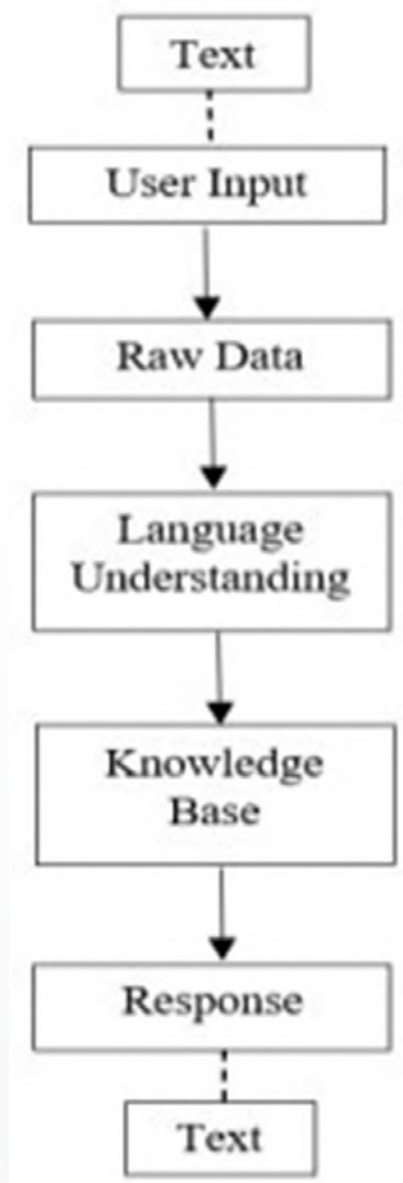 Text
User Input
Raw Data
Language
Understanding
Knowledge
Base
Response
Text